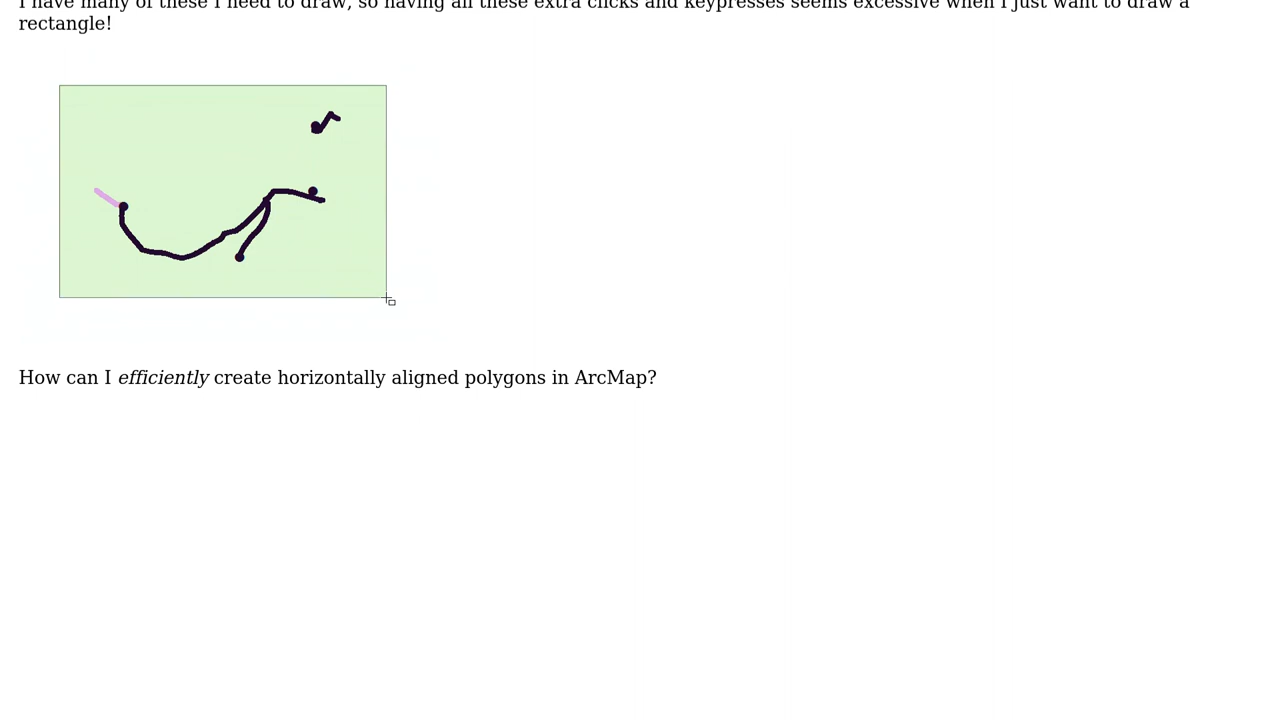 I have many of these I need to draw, so having all these extra clicks and keypresses seems excessive when I just want to draw a
rectangle!
How can I efficiently create horizontally aligned polygons in ArcMap?